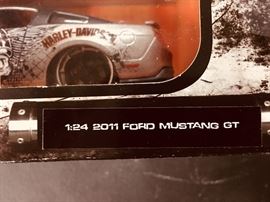 HARLEY-DAVIDSON
1:24 2011 FORD MUSTANG GT